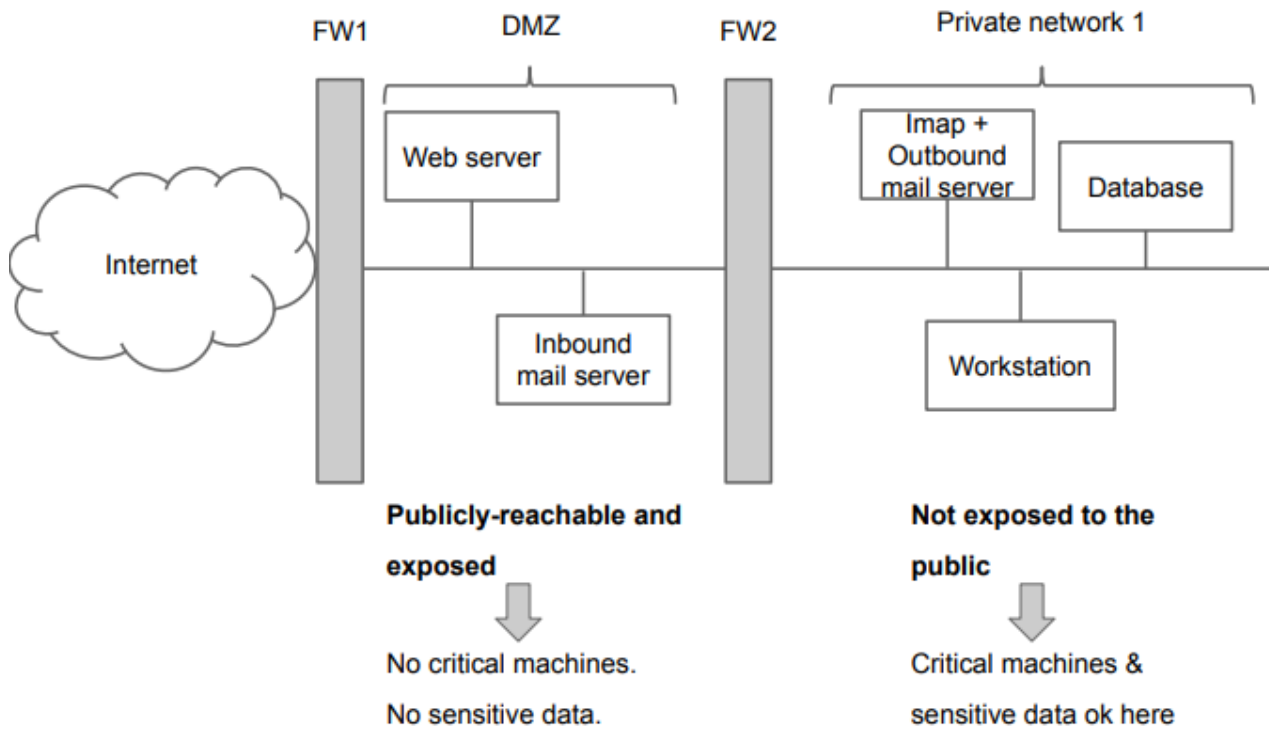 FW1
DMZ
FW2
Private network 1
Internet
Web server
Inbound
mail server
Imap +
Outbound
mail server
Database
Workstation
Publicly-reachable and
exposed
No critical machines.
No sensitive data.
Not exposed to the
public
Critical machines &
sensitive data ok here